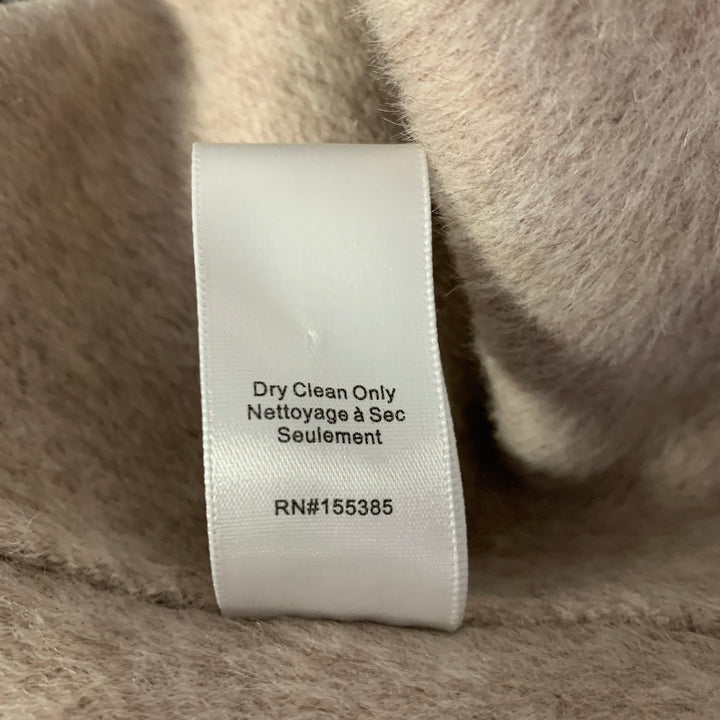 Dry Clean Only
Nettoyage à Sec
Seulement
RN#155385